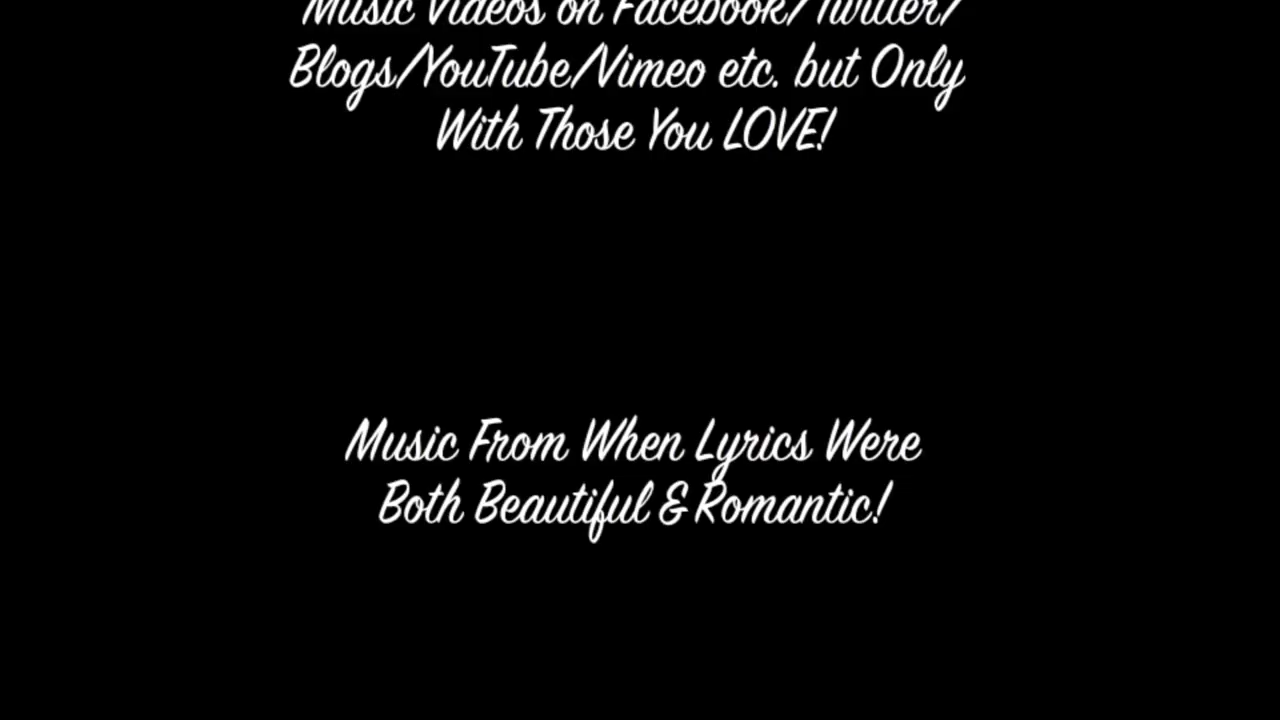 Music Videos on Facebook/Twitter/
Blogs/YouTube/Vimeo etc. but Only
With Those You LOVE!
Music From When Lyrics Were
Both Beautiful & Romantic!